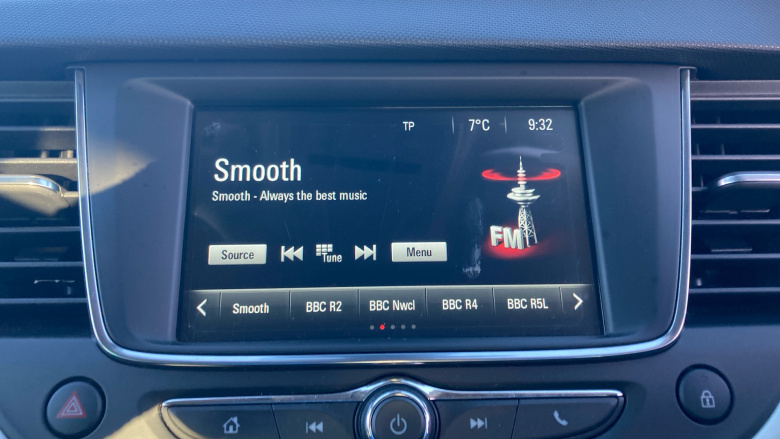 TP 7°C 9:32
Smooth
Smooth - Always the best music
FM
Source Tune Menu
Smooth BBC R2 BBC Nwcl BBC R4 BBC R5L